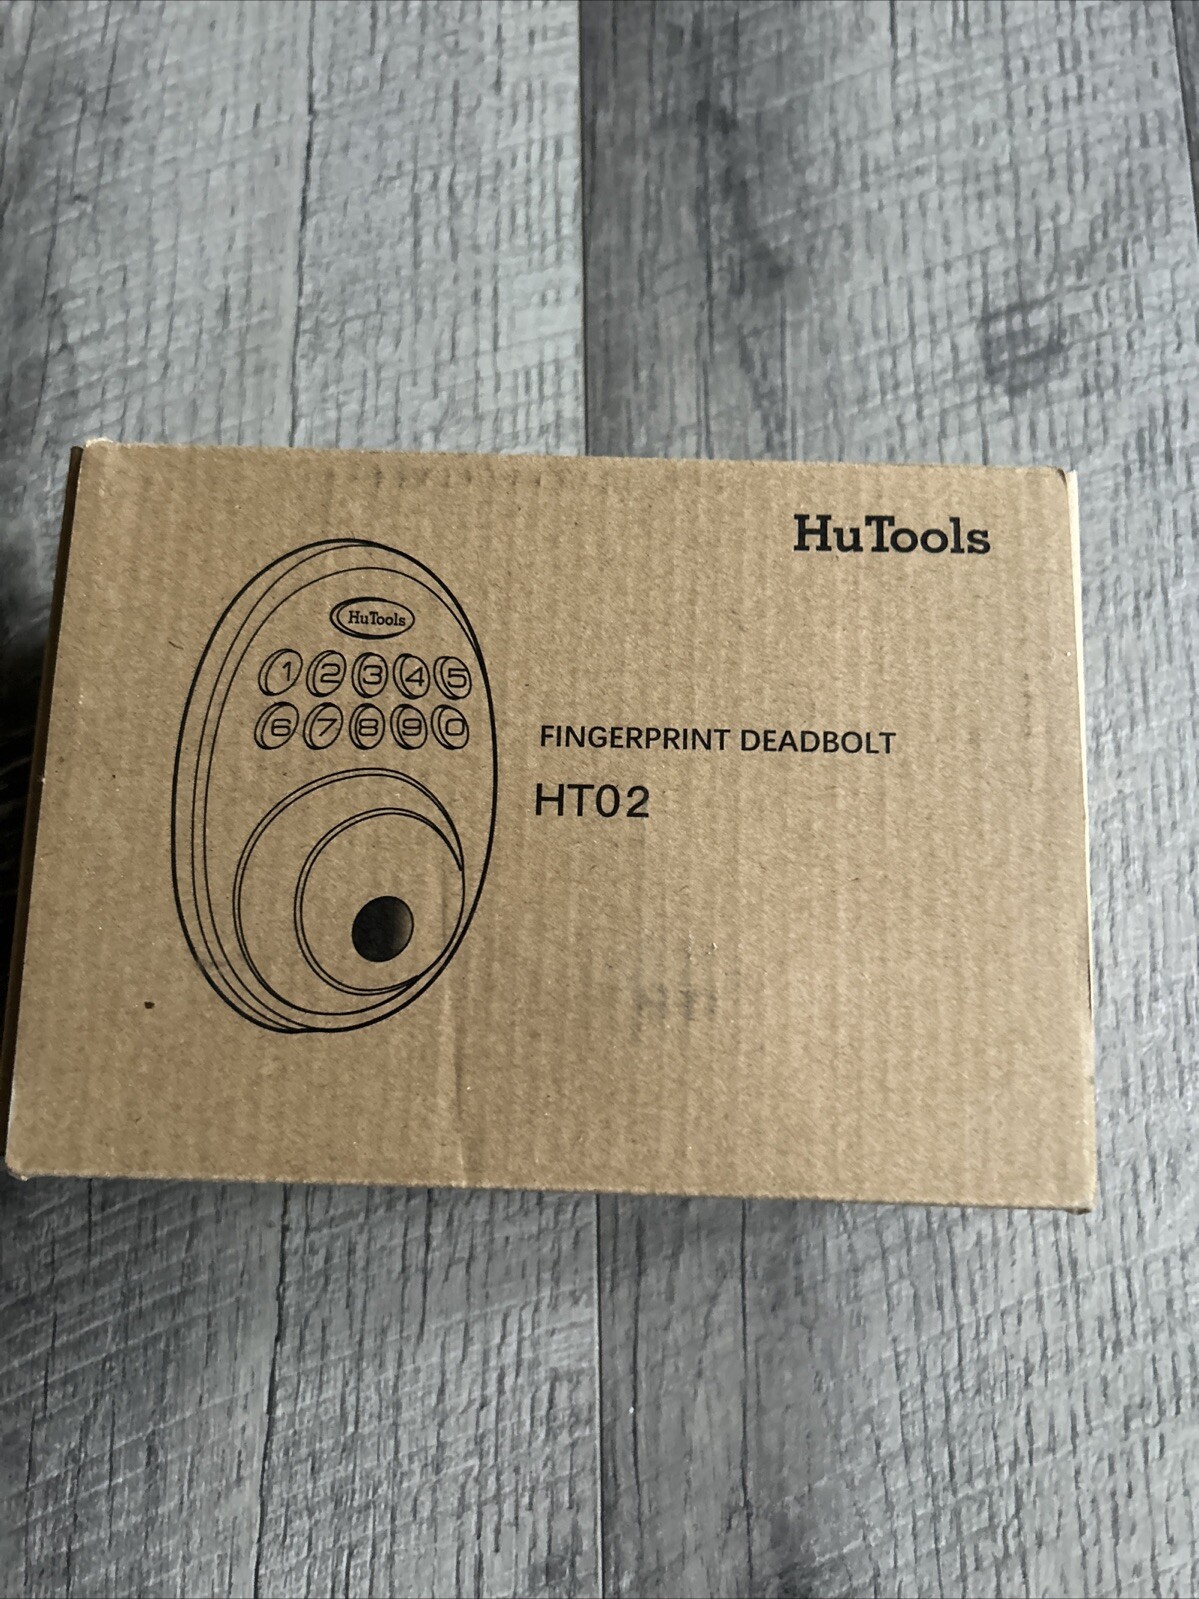 HuTools
HuTools
1 2 3 4 5
6 7 8 9 0
FINGERPRINT DEADBOLT
HT02